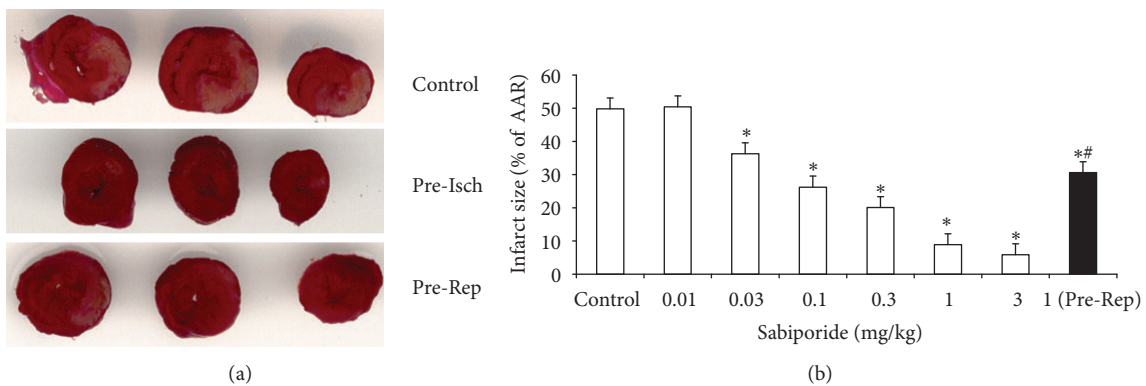 Control
Pre-Isch
Pre-Rep
(a)
Infarct size (% of AAR)
60
50
40
30
20
10
0
*
*
*
*
*
*#
Control 0.01 0.03 0.1 0.3 1 3 1 (Pre-Rep)
Sabiporide (mg/kg)
(b)